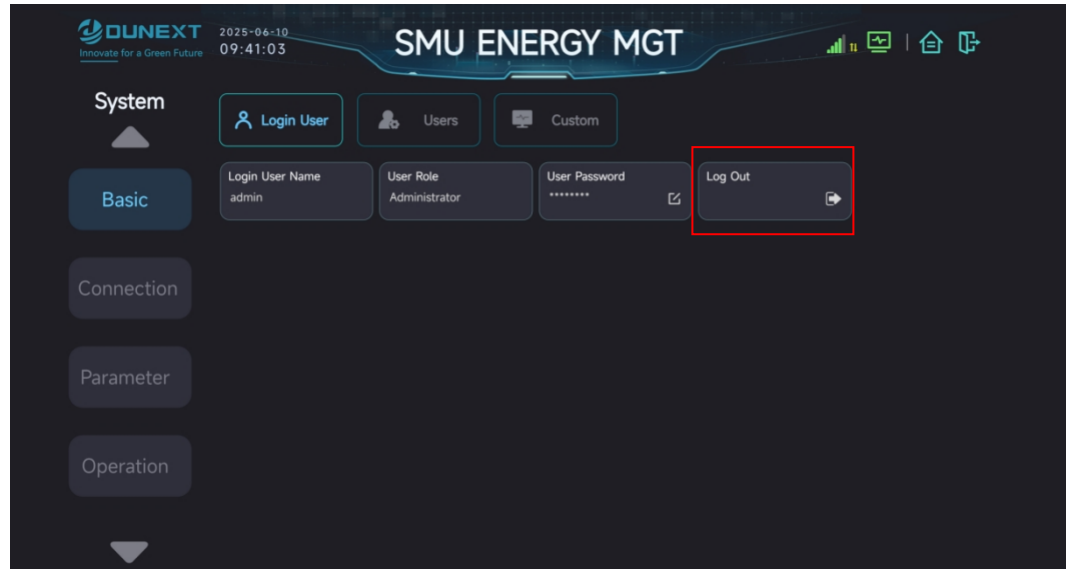 DUNEXT
Innovate for a Green Future
2025-06-10
09:41:03
SMU ENERGY MGT
System
Login User
Users
Custom
Login User Name
admin
User Role
Administrator
User Password
********
Log Out
Basic
Connection
Parameter
Operation